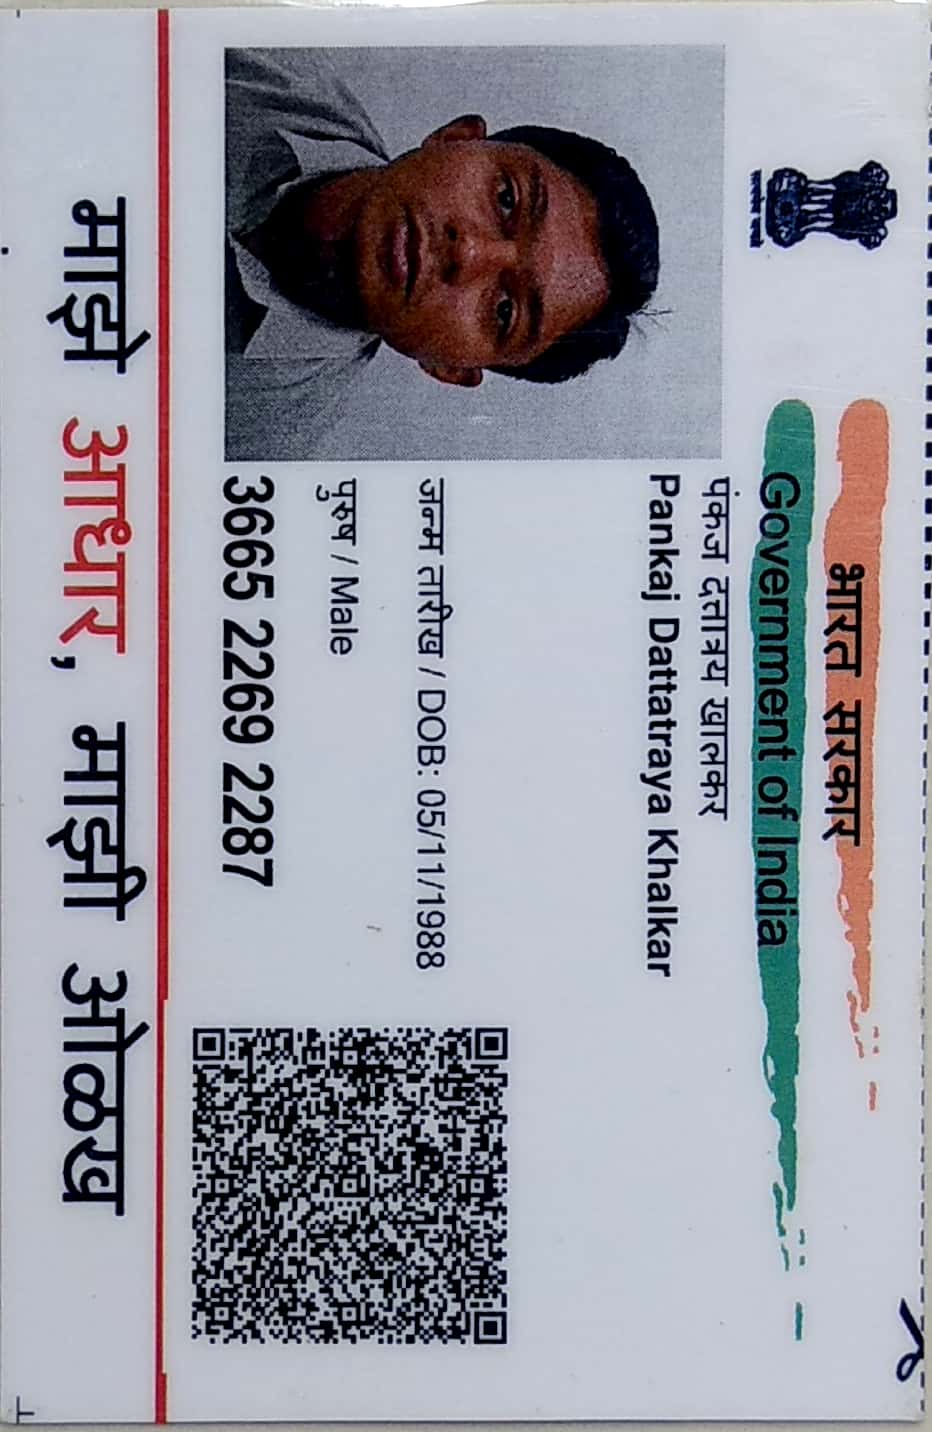 भारत सरकार
Government of India
पंकज दत्तात्रय खालकर
Pankaj Dattatraya Khalkar
जन्म तारीख / DOB: 05/11/1988
पुरुष / Male
3665 2269 2287
माझे आधार, माझी ओळख